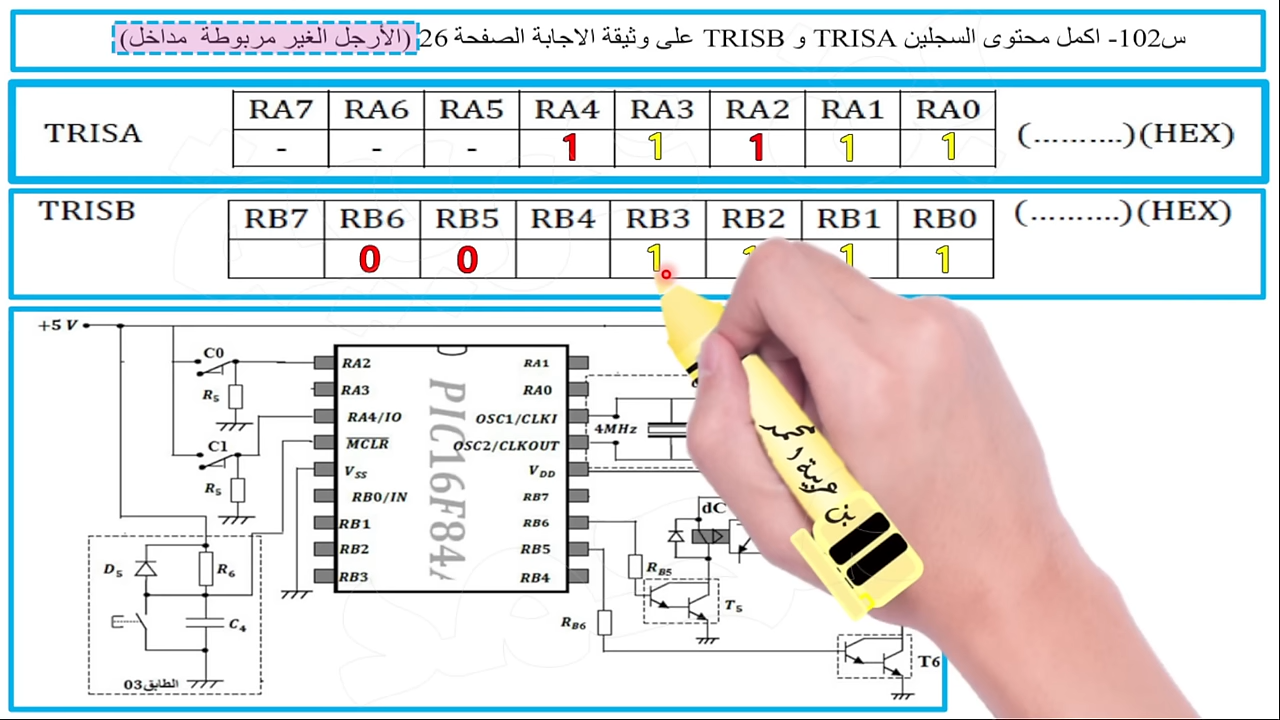 س102- اكمل محتوى السجلين TRISA و TRISB على وثيقة الاجابة الصفحة 26 (الأرجل الغير مربوطة مداخل)
TRISA
RA7 RA6 RA5 RA4 RA3 RA2 RA1 RA0
- - - 1 1 1 1 1
(..........)(HEX)
TRISB
RB7 RB6 RB5 RB4 RB3 RB2 RB1 RB0
0 0 1 1 1 1
(..........)(HEX)
+5 V
C0
R5
C1
R5
D5
R6
C4
الطابق03
RA2
RA3
RA4/IO
MCLR
VSS
RB0/IN
RB1
RB2
RB3
PIC16F84A
RA1
RA0
OSC1/CLKI
OSC2/CLKOUT
VDD
RB7
RB6
RB5
RB4
4MHz
dC
RB5
T5
RB6
T6